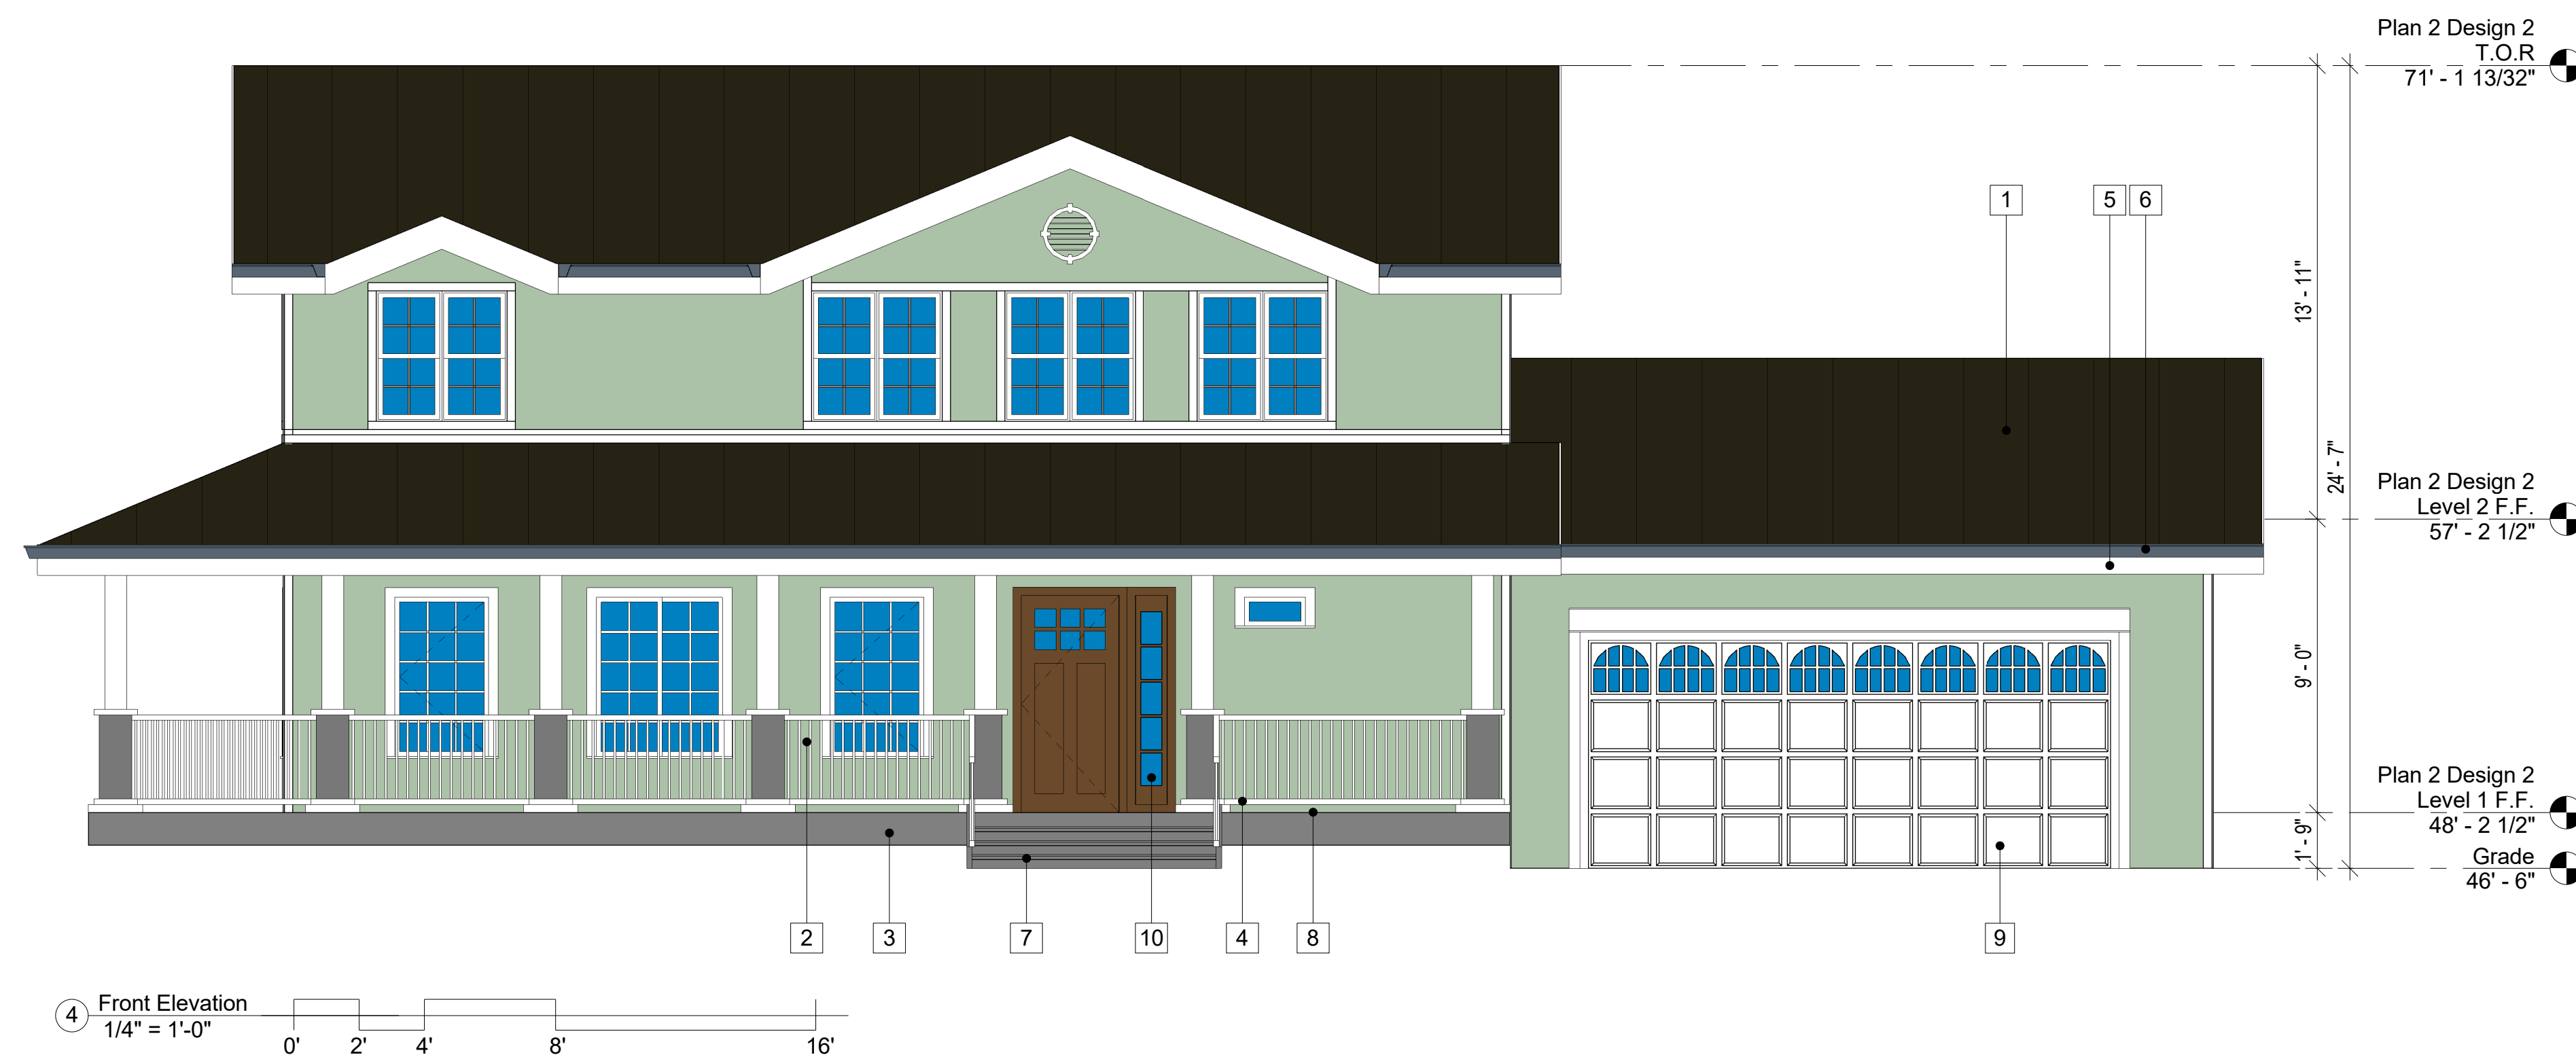 Plan 2 Design 2
T.O.R
71' - 1 13/32"
1
5
6
13' - 11"
24' - 7"
Plan 2 Design 2
Level 2 F.F.
57' - 2 1/2"
9' - 0"
Plan 2 Design 2
Level 1 F.F.
48' - 2 1/2"
1' - 9"
Grade
46' - 6"
2
3
7
10
4
8
9
4
Front Elevation
1/4" = 1'-0"
0' 2' 4' 8' 16'